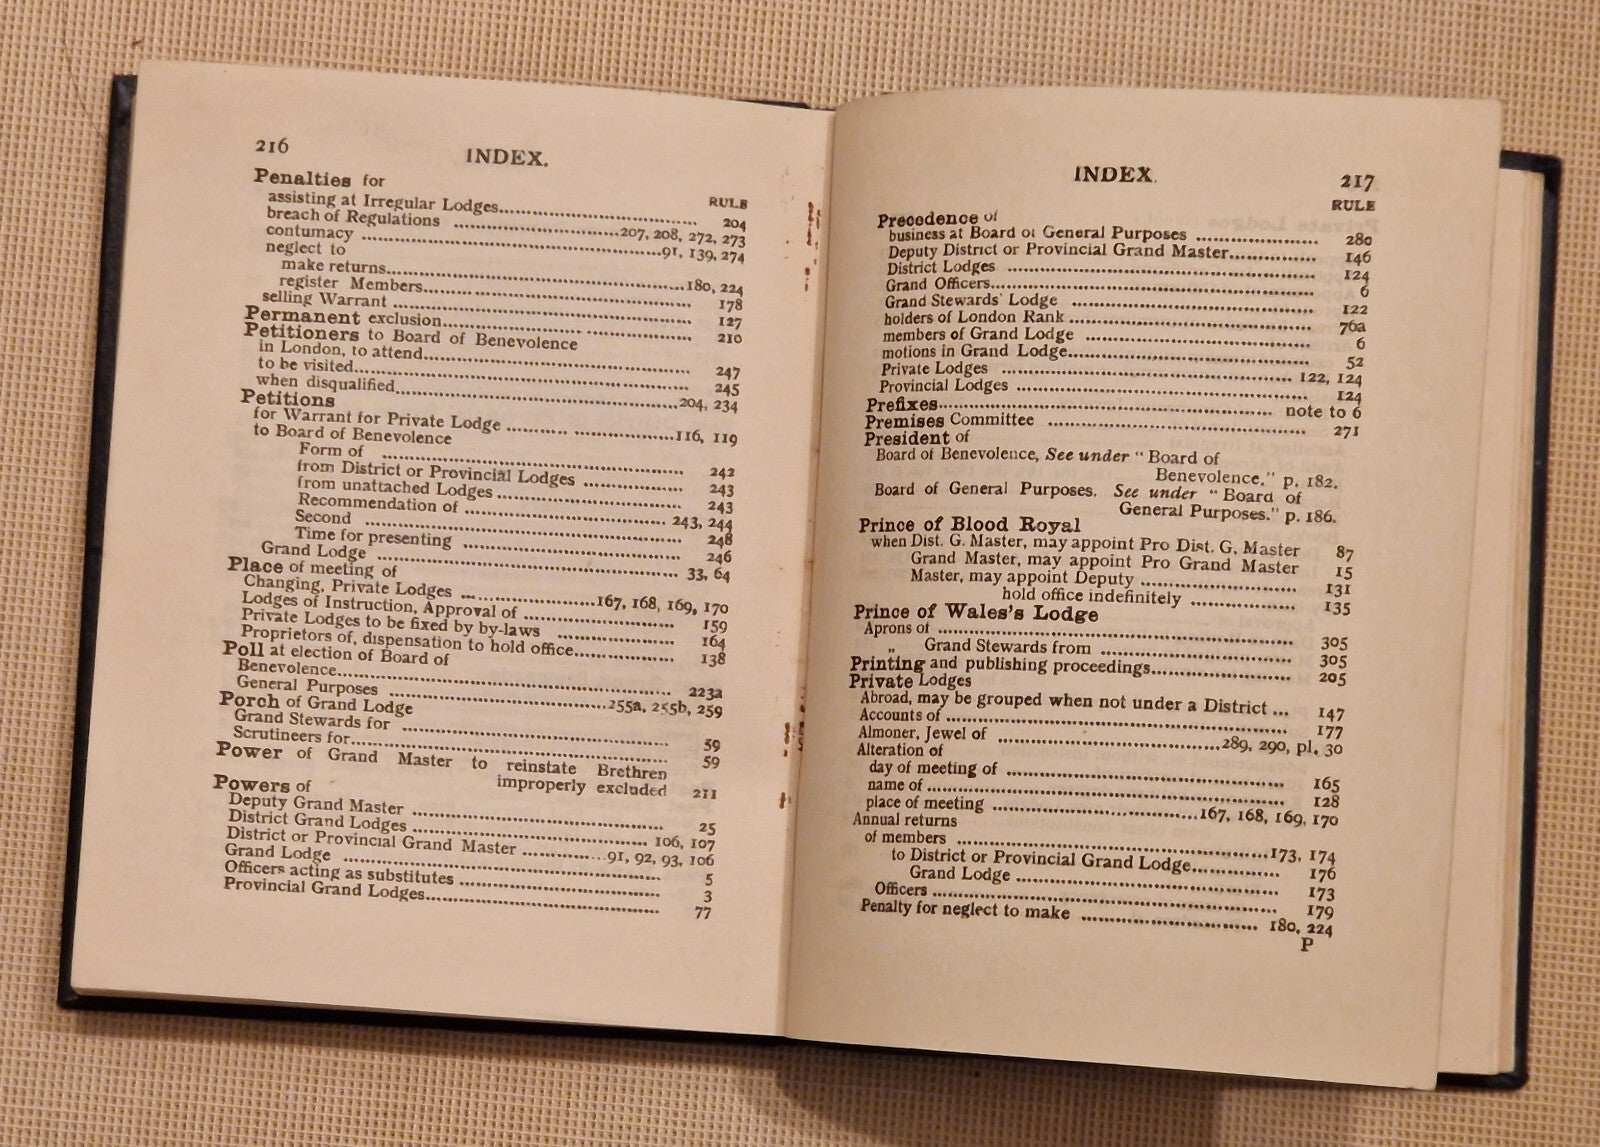 216
INDEX.
RULE
Penalties for
assisting at Irregular Lodges........ 204
breach of Regulations ........207, 208, 272, 273
contumacy ........91, 139, 274
neglect to
make returns........180, 224
register Members........ 178
selling Warrant ........ 127
Permanent exclusion........ 210
Petitioners to Board of Benevolence
in London, to attend........ 247
to be visited........ 245
when disqualified........204, 234
Petitions
for Warrant for Private Lodge ........116, 119
to Board of Benevolence
Form of ........ 242
from District or Provincial Lodges ........ 243
from unattached Lodges ........ 243
Recommendation of ........ 243, 244
Second ........ 248
Time for presenting ........ 246
Grand Lodge ........ 33, 64
Place of meeting of
Changing, Private Lodges ........167, 168, 169, 170
Lodges of Instruction, Approval of ........ 159
Private Lodges to be fixed by by-laws ........ 164
Proprietors of, dispensation to hold office........ 138
Poll at election of Board of
Benevolence........ 223a
General Purposes ........255a, 255b, 259
Porch of Grand Lodge
Grand Stewards for ........ 59
Scrutineers for........ 59
Power of Grand Master to reinstate Brethren
improperly excluded 211
Powers of
Deputy Grand Master ........ 25
District Grand Lodges ........ 106, 107
District or Provincial Grand Master ........91, 92, 93, 106
Grand Lodge ........ 5
Officers acting as substitutes ........ 3
Provincial Grand Lodges........ 77
INDEX.
217
RULE
Precedence of
business at Board of General Purposes ........ 280
Deputy District or Provincial Grand Master........ 146
District Lodges ........ 124
Grand Officers........ 6
Grand Stewards' Lodge ........ 122
holders of London Rank ........ 76a
members of Grand Lodge ........ 6
motions in Grand Lodge........ 52
Private Lodges ........ 122, 124
Provincial Lodges ........ 124
Prefixes........ note to 6
Premises Committee ........ 271
President of
Board of Benevolence, See under "Board of
Benevolence," p. 182.
Board of General Purposes. See under "Board of
General Purposes." p. 186.
Prince of Blood Royal
when Dist. G. Master, may appoint Pro Dist. G. Master 87
Grand Master, may appoint Pro Grand Master 15
Master, may appoint Deputy ........ 131
hold office indefinitely ........ 135
Prince of Wales's Lodge
Aprons of ........ 305
„ Grand Stewards from ........ 305
Printing and publishing proceedings........ 205
Private Lodges
Abroad, may be grouped when not under a District ... 147
Accounts of ........ 177
Almoner, Jewel of ........289, 290, pl. 30
Alteration of
day of meeting of ........ 165
name of ........ 128
place of meeting ........167, 168, 169, 170
Annual returns
of members ........173, 174
to District or Provincial Grand Lodge........ 176
Grand Lodge ........ 173
Officers ........ 179
Penalty for neglect to make ........ 180, 224
P